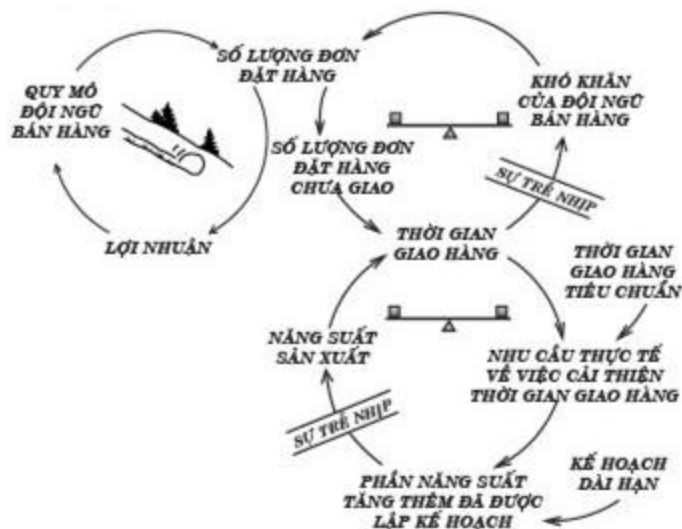 SỐ LƯỢNG ĐƠN
ĐẶT HÀNG
QUY MÔ
ĐỘI NGŨ
BÁN HÀNG
KHÓ KHĂN
CỦA ĐỘI NGŨ
BÁN HÀNG
SỐ LƯỢNG ĐƠN
ĐẶT HÀNG
CHƯA GIAO
SỰ TRỄ NHỊP
LỢI NHUẬN
THỜI GIAN
GIAO HÀNG
THỜI GIAN
GIAO HÀNG
TIÊU CHUẨN
NĂNG SUẤT
SẢN XUẤT
NHU CẦU THỰC TẾ
VỀ VIỆC CẢI THIỆN
THỜI GIAN GIAO HÀNG
SỰ TRỄ NHỊP
PHẦN NĂNG SUẤT
TĂNG THÊM ĐÃ ĐƯỢC
LẬP KẾ HOẠCH
KẾ HOẠCH
DÀI HẠN